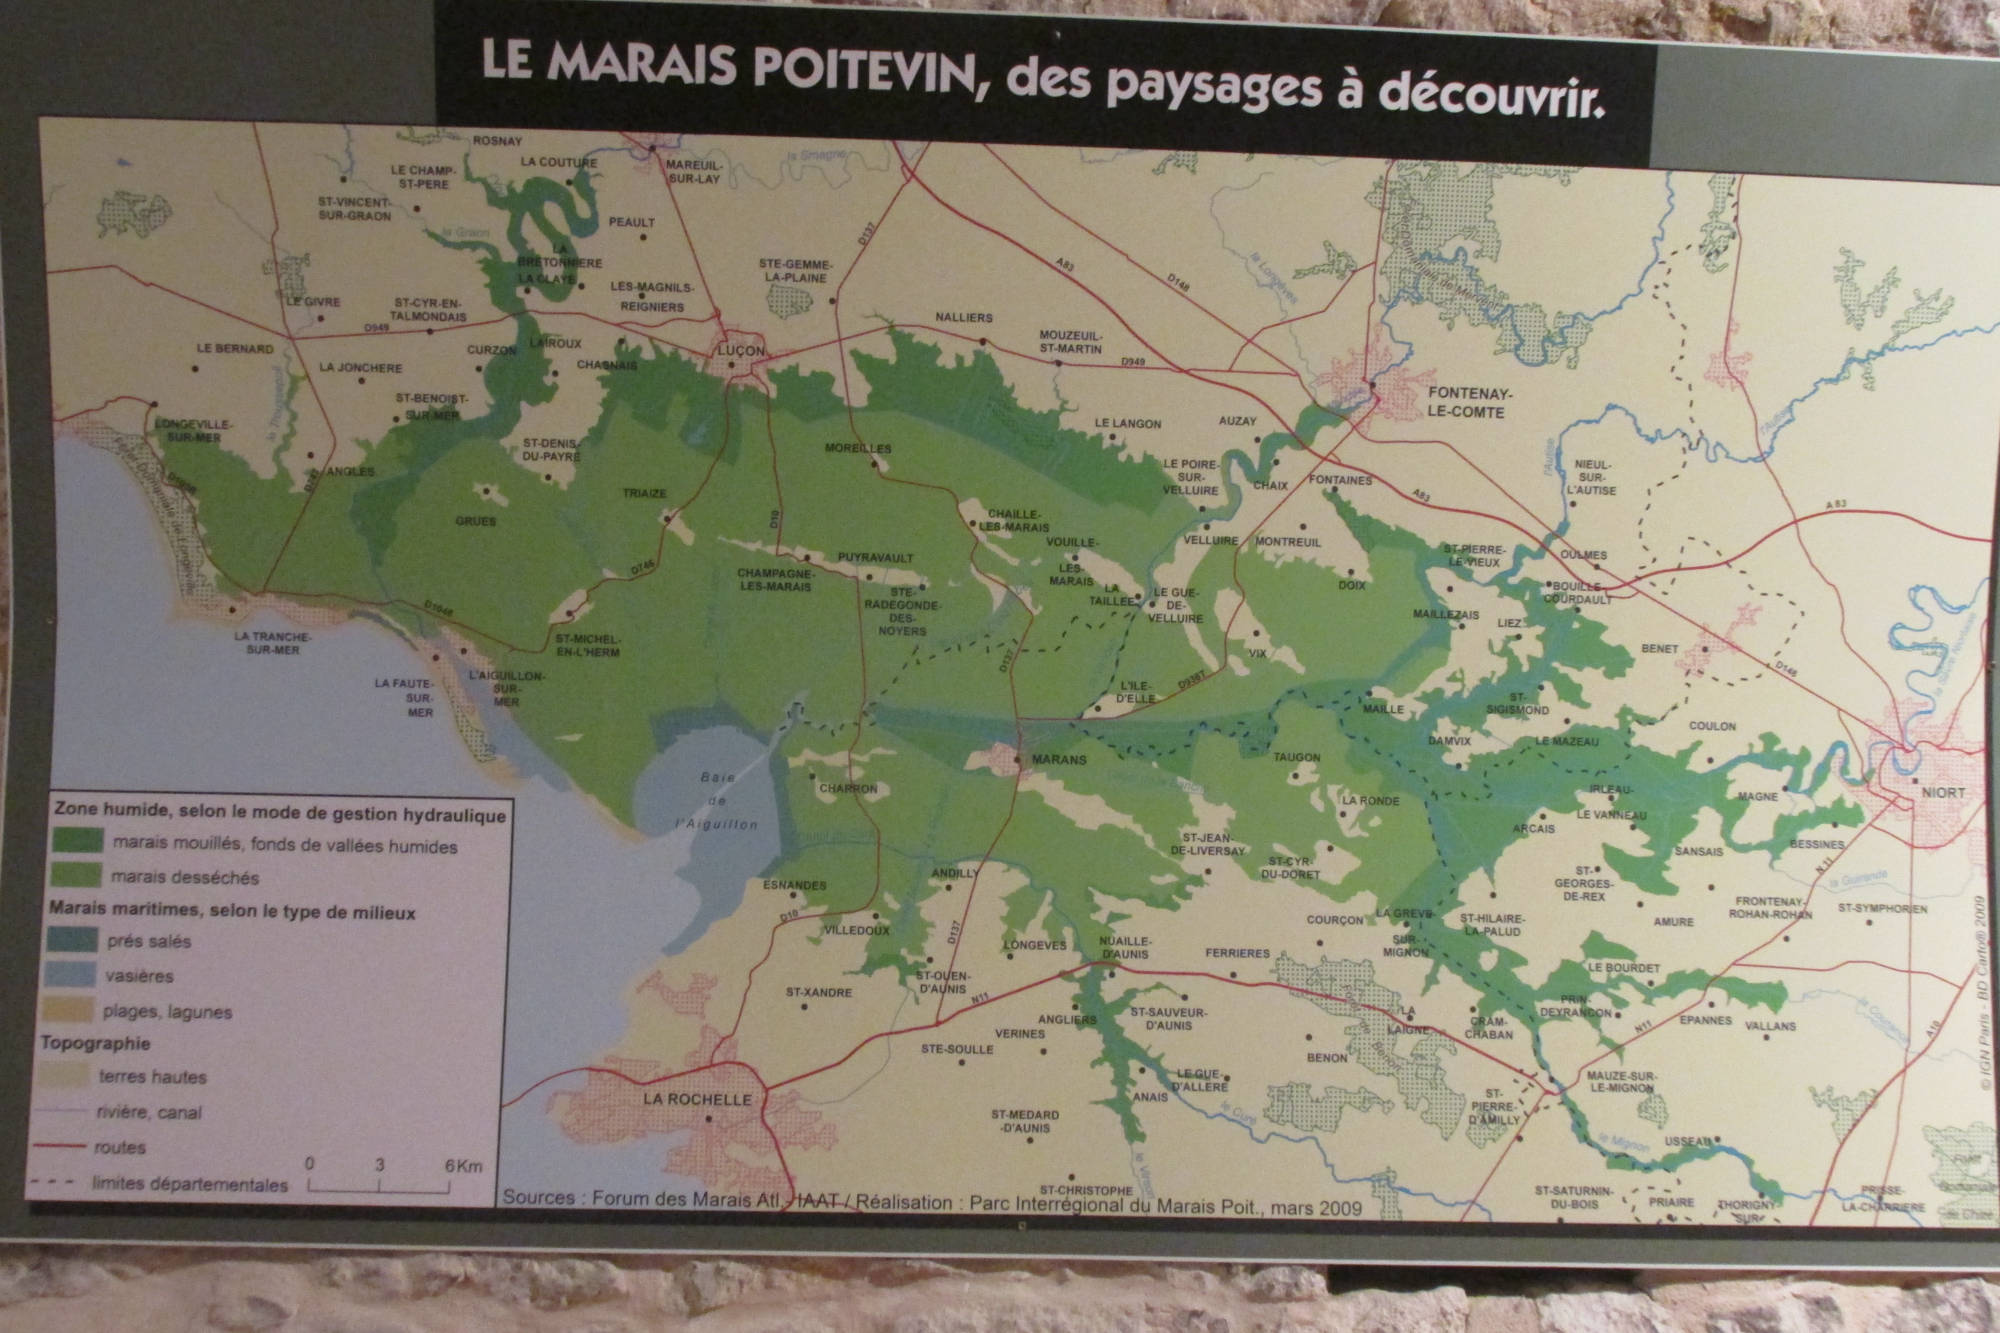 LE MARAIS POITEVIN, des paysages à découvrir.
ROSNAY
LA COUTURE
MAREUIL-
SUR-LAY
la Smagne
LE CHAMP-
ST-PERE
ST-VINCENT-
SUR-GRAON
la Graon
PEAULT
LA
BRETONNIERE
LA CLAYE
LES-MAGNILS-
REIGNIERS
STE-GEMME-
LA-PLAINE
D137
A83
D148
la Longèves
LE GIVRE
ST-CYR-EN-
TALMONDAIS
D949
LE BERNARD
LA JONCHERE
CURZON
LAIROUX
CHASNAIS
LUÇON
NALLIERS
MOUZEUIL-
ST-MARTIN
D949
FONTENAY-
LE-COMTE
l'Autise
ST-BENOIST-
SUR-MER
LONGEVILLE-
SUR-MER
ANGLES
D747
ST-DENIS-
DU-PAYRE
MOREILLES
LE LANGON
AUZAY
LE POIRE-
SUR-
VELLUIRE
CHAIX
FONTAINES
A83
NIEUL-
SUR-
L'AUTISE
l'Autise
A 83
GRUES
TRIAIZE
D10
CHAILLE-
LES-MARAIS
VOUILLE-
LES-
MARAIS
VELLUIRE
MONTREUIL
DOIX
ST-PIERRE-
LE-VIEUX
OULMES
BOUILLE-
COURDAULT
D746
CHAMPAGNE-
LES-MARAIS
PUYRAVAULT
STE-
RADEGONDE-
DES-
NOYERS
LA
TAILLEE
LE GUE-
DE-
VELLUIRE
MAILLEZAIS
LIEZ
BENET
D148
D1046
LA TRANCHE-
SUR-MER
ST-MICHEL-
EN-L'HERM
LA FAUTE-
SUR-
MER
L'AIGUILLON-
SUR-
MER
D137
VIX
L'ILE-
D'ELLE
D938T
MAILLE
ST-
SIGISMOND
DAMVIX
LE MAZEAU
COULON
la Sèvre Niortaise
Baie
de
l'Aiguillon
MARANS
CHARRON
TAUGON
LA RONDE
IRLEAU-
LE VANNEAU
ARCAIS
MAGNE
NIORT
BESSINES
SANSAIS
N 11
la Guirande
ST-JEAN-
DE-LIVERSAY
ST-CYR-
DU-DORET
ST-
GEORGES-
DE-REX
AMURE
FRONTENAY-
ROHAN-ROHAN
ST-SYMPHORIEN
ESNANDES
D10
VILLEDOUX
ANDILLY
D137
LONGEVES
NUAILLE-
D'AUNIS
FERRIERES
COURÇON
LA GREVE-
SUR-
MIGNON
ST-HILAIRE-
LA-PALUD
LE BOURDET
PRIN-
DEYRANCON
EPANNES
VALLANS
A10
ST-XANDRE
ST-OUEN-
D'AUNIS
N11
ANGLIERS
VERINES
STE-SOULLE
ST-SAUVEUR-
D'AUNIS
BENON
Forêt de
Benon
LA
LAIGNE
CRAM-
CHABAN
N11
MAUZE-SUR-
LE-MIGNON
LA ROCHELLE
ST-MEDARD
-D'AUNIS
ANAIS
LE-GUE-
D'ALLERE
le Curé
ST-
PIERRE-
D'AMILLY
le Mignon
USSEAU
ST-CHRISTOPHE
ST-SATURNIN-
DU-BOIS
PRIAIRE
THORIGNY-
SUR-
PRISSE-
LA-CHARRIERE
© IGN Paris - BD Carto® 2009
Zone humide, selon le mode de gestion hydraulique
marais mouillés, fonds de vallées humides
marais desséchés
Marais maritimes, selon le type de milieux
prés salés
vasières
plages, lagunes
Topographie
terres hautes
rivière, canal
routes
limites départementales
0 3 6Km
Sources : Forum des Marais Atl.- IAAT / Réalisation : Parc Interrégional du Marais Poit., mars 2009